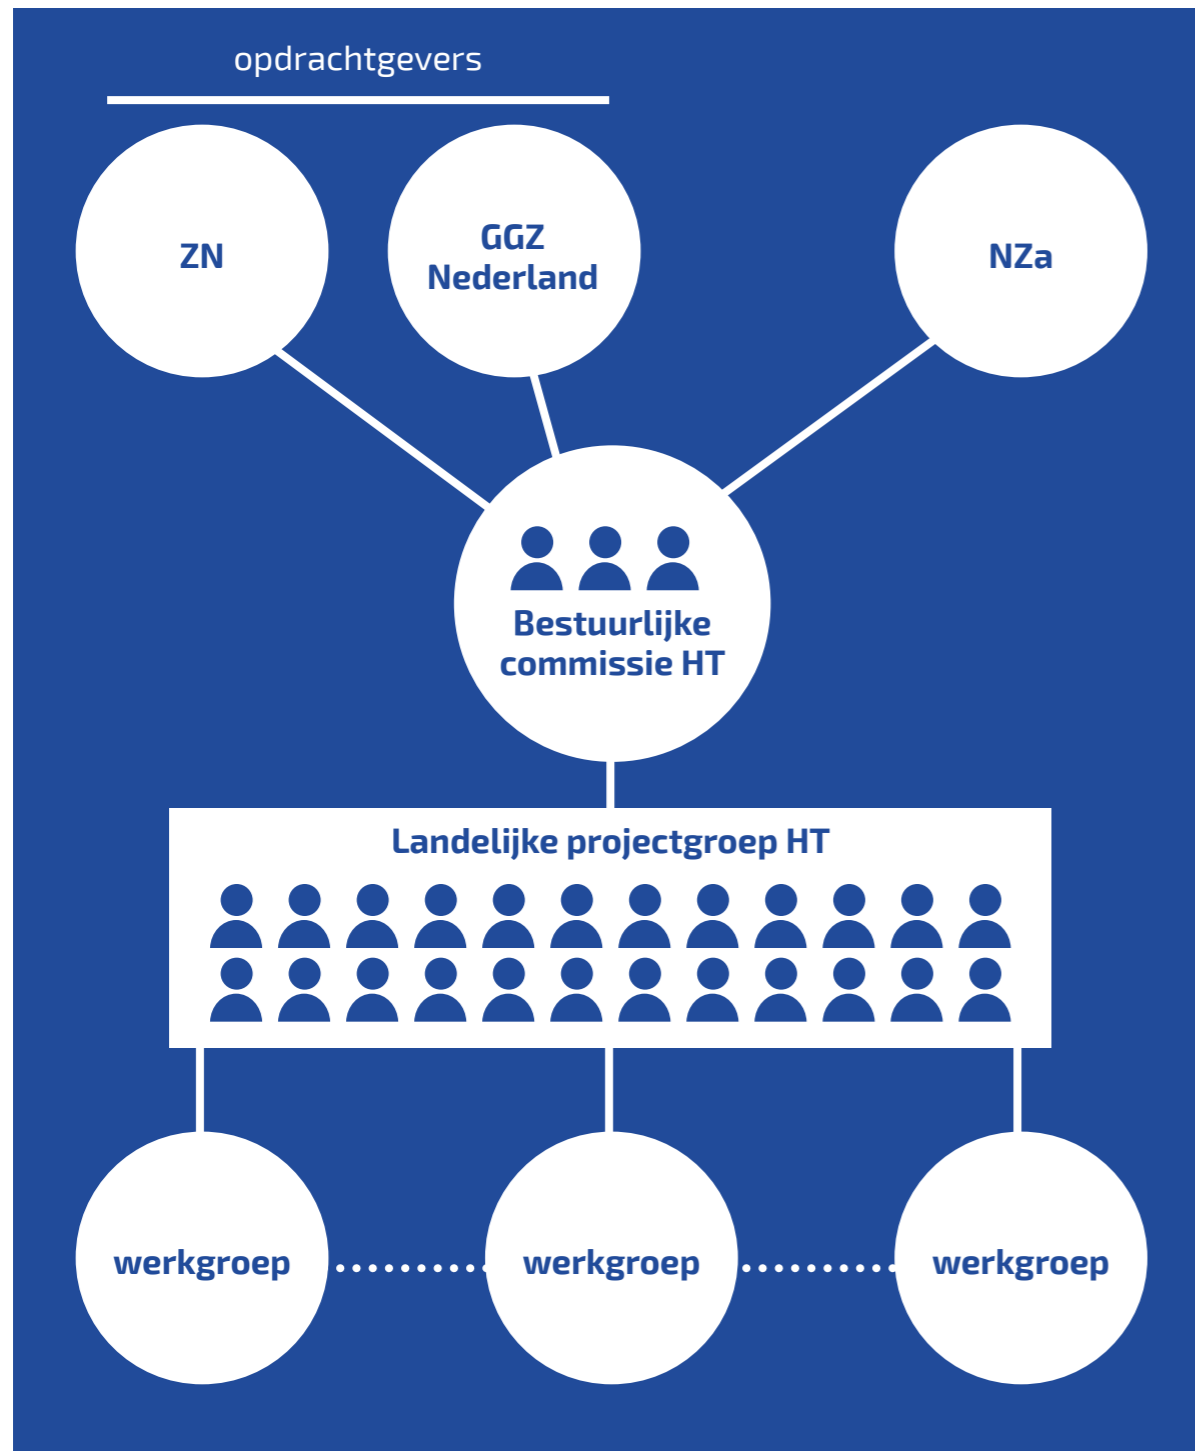 opdrachtgevers
ZN
GGZ
Nederland
NZa
Bestuurlijke
commissie HT
Landelijke projectgroep HT
werkgroep
werkgroep
werkgroep